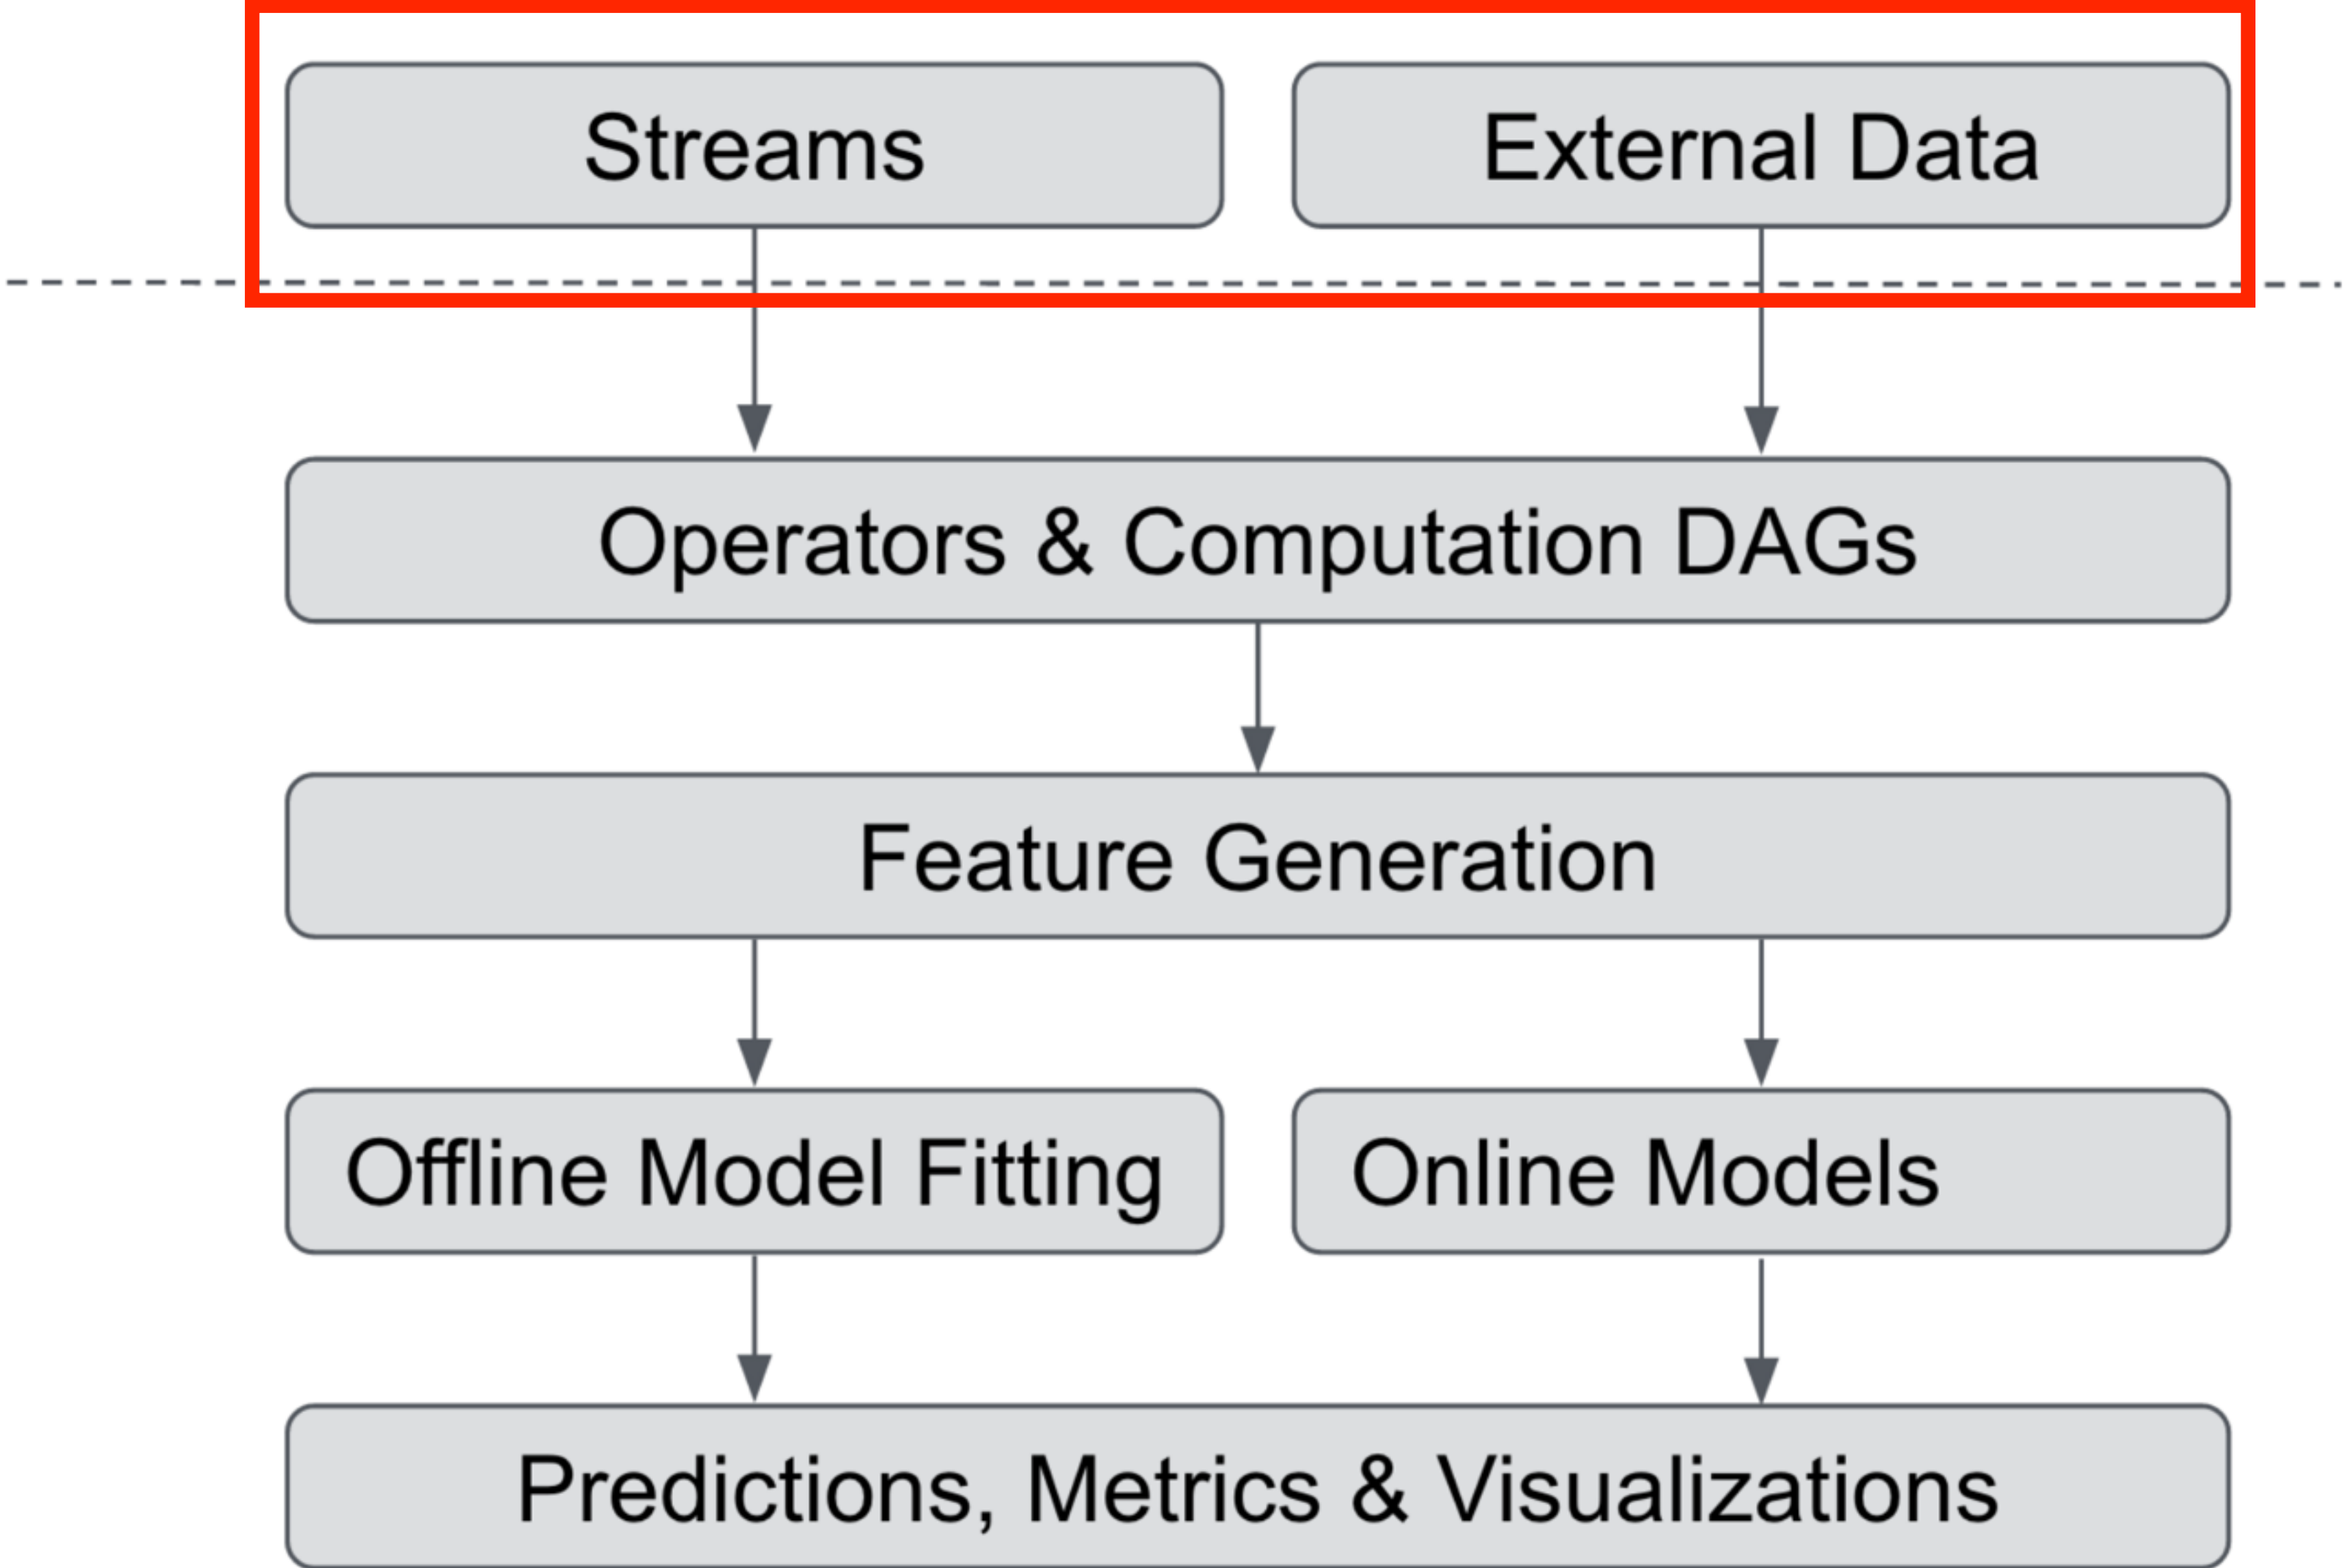 Streams
External Data
Operators & Computation DAGs
Feature Generation
Offline Model Fitting
Online Models
Predictions, Metrics & Visualizations